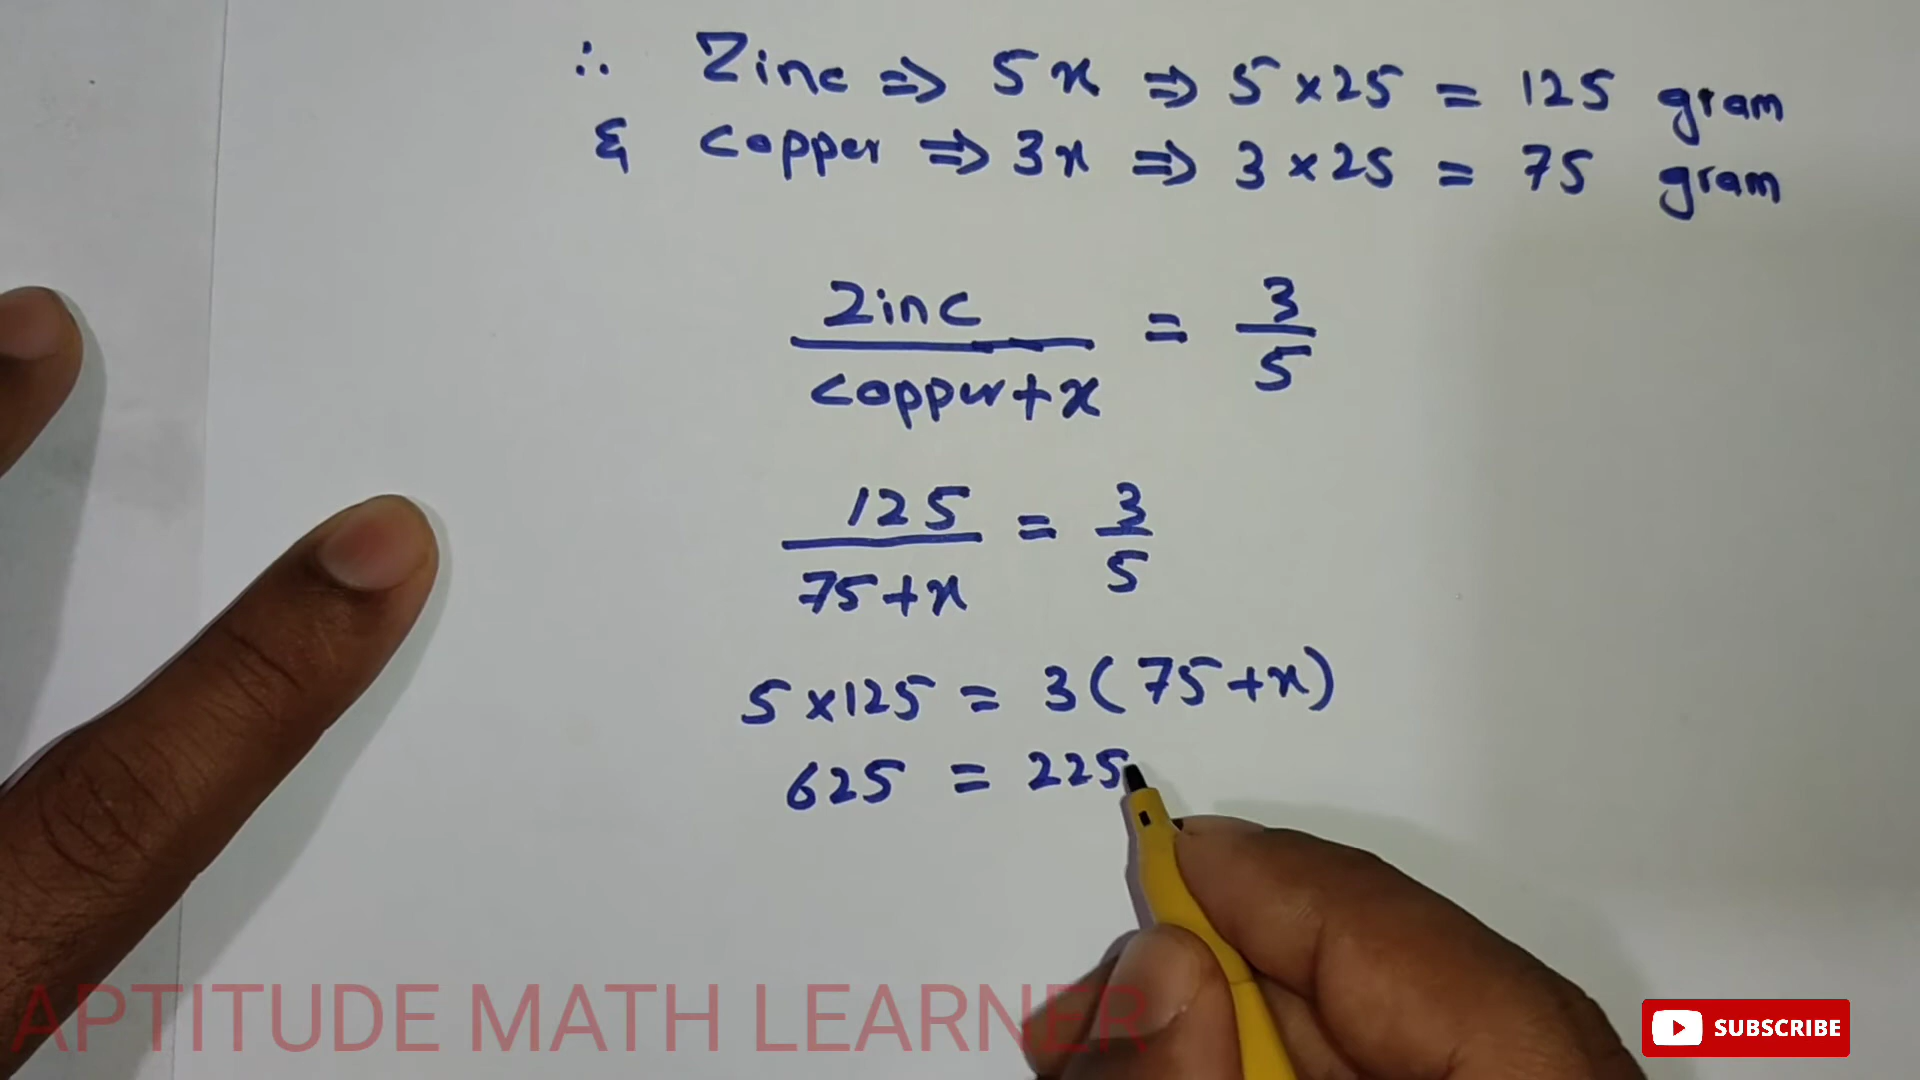 ∴ Zinc ⇒ 5x ⇒ 5×25 = 125 gram
& copper ⇒ 3x ⇒ 3×25 = 75 gram
Zinc
copper+x
= 3
5
125
75+x
= 3
5
5×125 = 3(75+x)
625 = 225
APTITUDE MATH LEARNER
SUBSCRIBE